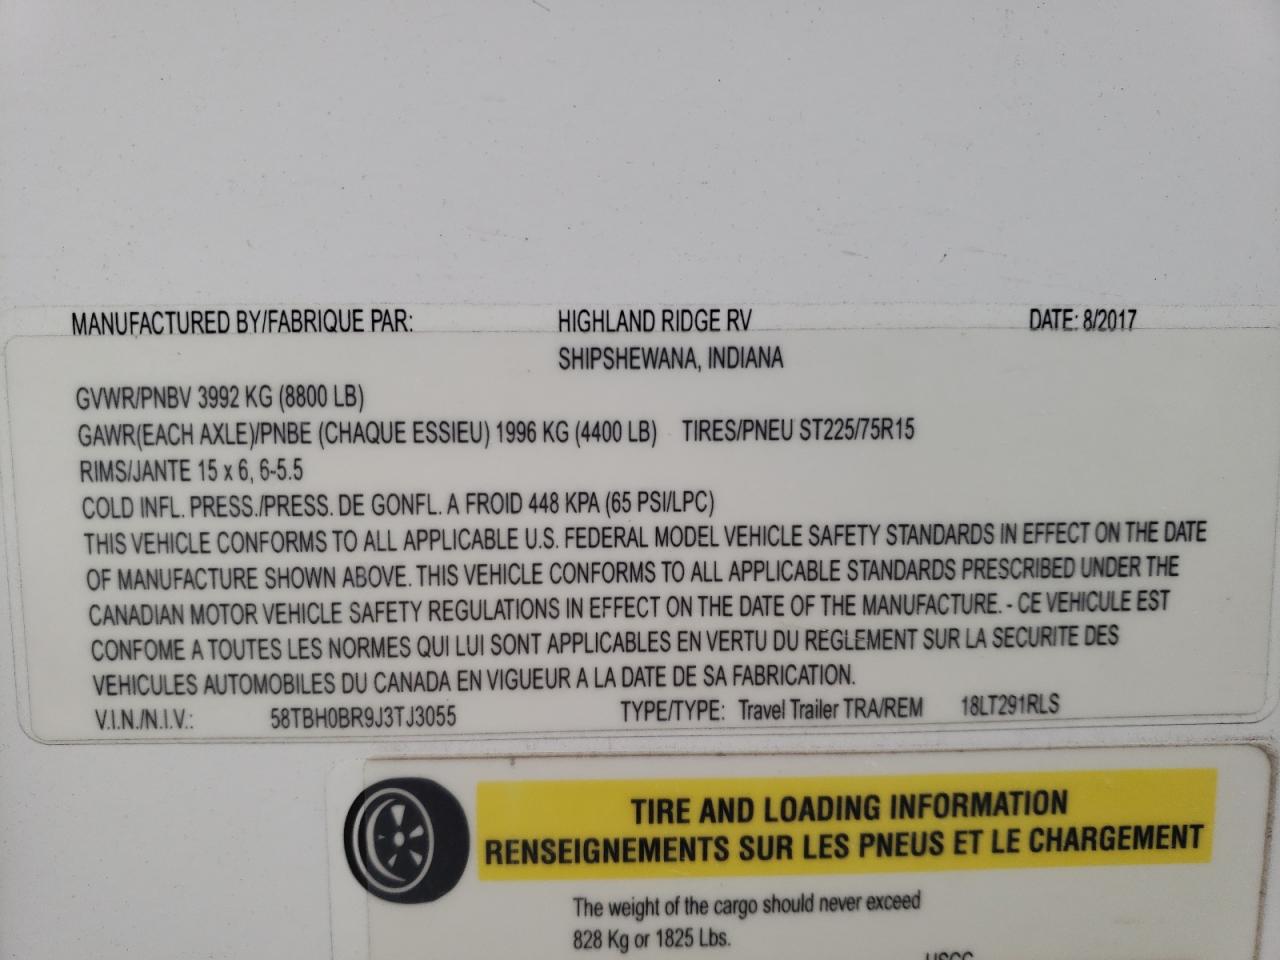 MANUFACTURED BY/FABRIQUE PAR: HIGHLAND RIDGE RV DATE: 8/2017
SHIPSHEWANA, INDIANA
GVWR/PNBV 3992 KG (8800 LB)
GAWR(EACH AXLE)/PNBE (CHAQUE ESSIEU) 1996 KG (4400 LB) TIRES/PNEU ST225/75R15
RIMS/JANTE 15 x 6, 6-5.5
COLD INFL. PRESS./PRESS. DE GONFL. A FROID 448 KPA (65 PSI/LPC)
THIS VEHICLE CONFORMS TO ALL APPLICABLE U.S. FEDERAL MODEL VEHICLE SAFETY STANDARDS IN EFFECT ON THE DATE
OF MANUFACTURE SHOWN ABOVE. THIS VEHICLE CONFORMS TO ALL APPLICABLE STANDARDS PRESCRIBED UNDER THE
CANADIAN MOTOR VEHICLE SAFETY REGULATIONS IN EFFECT ON THE DATE OF THE MANUFACTURE. - CE VEHICULE EST
CONFOME A TOUTES LES NORMES QUI LUI SONT APPLICABLES EN VERTU DU REGLEMENT SUR LA SECURITE DES
VEHICULES AUTOMOBILES DU CANADA EN VIGUEUR A LA DATE DE SA FABRICATION.
V.I.N./N.I.V.: 58TBH0BR9J3TJ3055 TYPE/TYPE: Travel Trailer TRA/REM 18LT291RLS
TIRE AND LOADING INFORMATION
RENSEIGNEMENTS SUR LES PNEUS ET LE CHARGEMENT
The weight of the cargo should never exceed
828 Kg or 1825 Lbs.